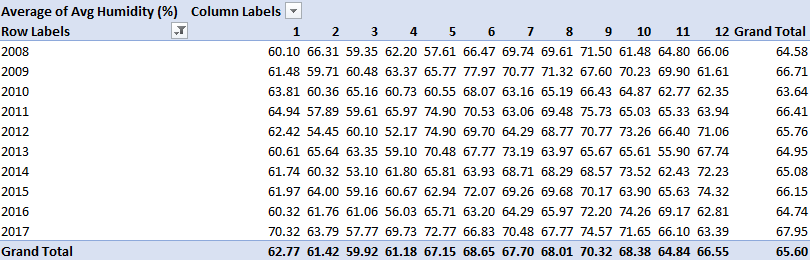 Average of Avg Humidity (%) Column Labels
Row Labels 1 2 3 4 5 6 7 8 9 10 11 12 Grand Total
2008 60.10 66.31 59.35 62.20 57.61 66.47 69.74 69.61 71.50 61.48 64.80 66.06 64.58
2009 61.48 59.71 60.48 63.37 65.77 77.97 70.77 71.32 67.60 70.23 69.90 61.61 66.71
2010 63.81 60.36 65.16 60.73 60.55 68.07 63.16 65.19 66.43 64.87 62.77 62.35 63.64
2011 64.94 57.89 59.61 65.97 74.90 70.53 63.06 69.48 75.73 65.03 65.33 63.94 66.41
2012 62.42 54.45 60.10 52.17 74.90 69.70 64.29 68.77 70.77 73.26 66.40 71.06 65.76
2013 60.61 65.64 63.35 59.10 70.48 67.77 73.19 63.97 65.67 65.61 55.90 67.74 64.95
2014 61.74 60.32 53.10 61.80 65.81 63.93 68.71 68.29 68.57 73.52 62.43 72.23 65.08
2015 61.97 64.00 59.16 60.67 62.94 72.07 69.26 69.68 70.17 63.90 65.63 74.32 66.15
2016 60.32 61.76 61.06 56.03 65.71 63.20 64.29 65.97 72.20 74.26 69.17 62.81 64.74
2017 70.32 63.79 57.77 69.73 72.77 66.83 70.48 67.77 74.57 71.65 66.10 63.39 67.95
Grand Total 62.77 61.42 59.92 61.18 67.15 68.65 67.70 68.01 70.32 68.38 64.84 66.55 65.60